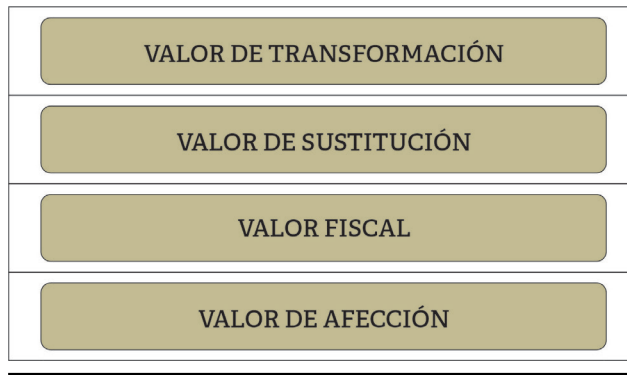 VALOR DE TRANSFORMACIÓN
VALOR DE SUSTITUCIÓN
VALOR FISCAL
VALOR DE AFECCIÓN